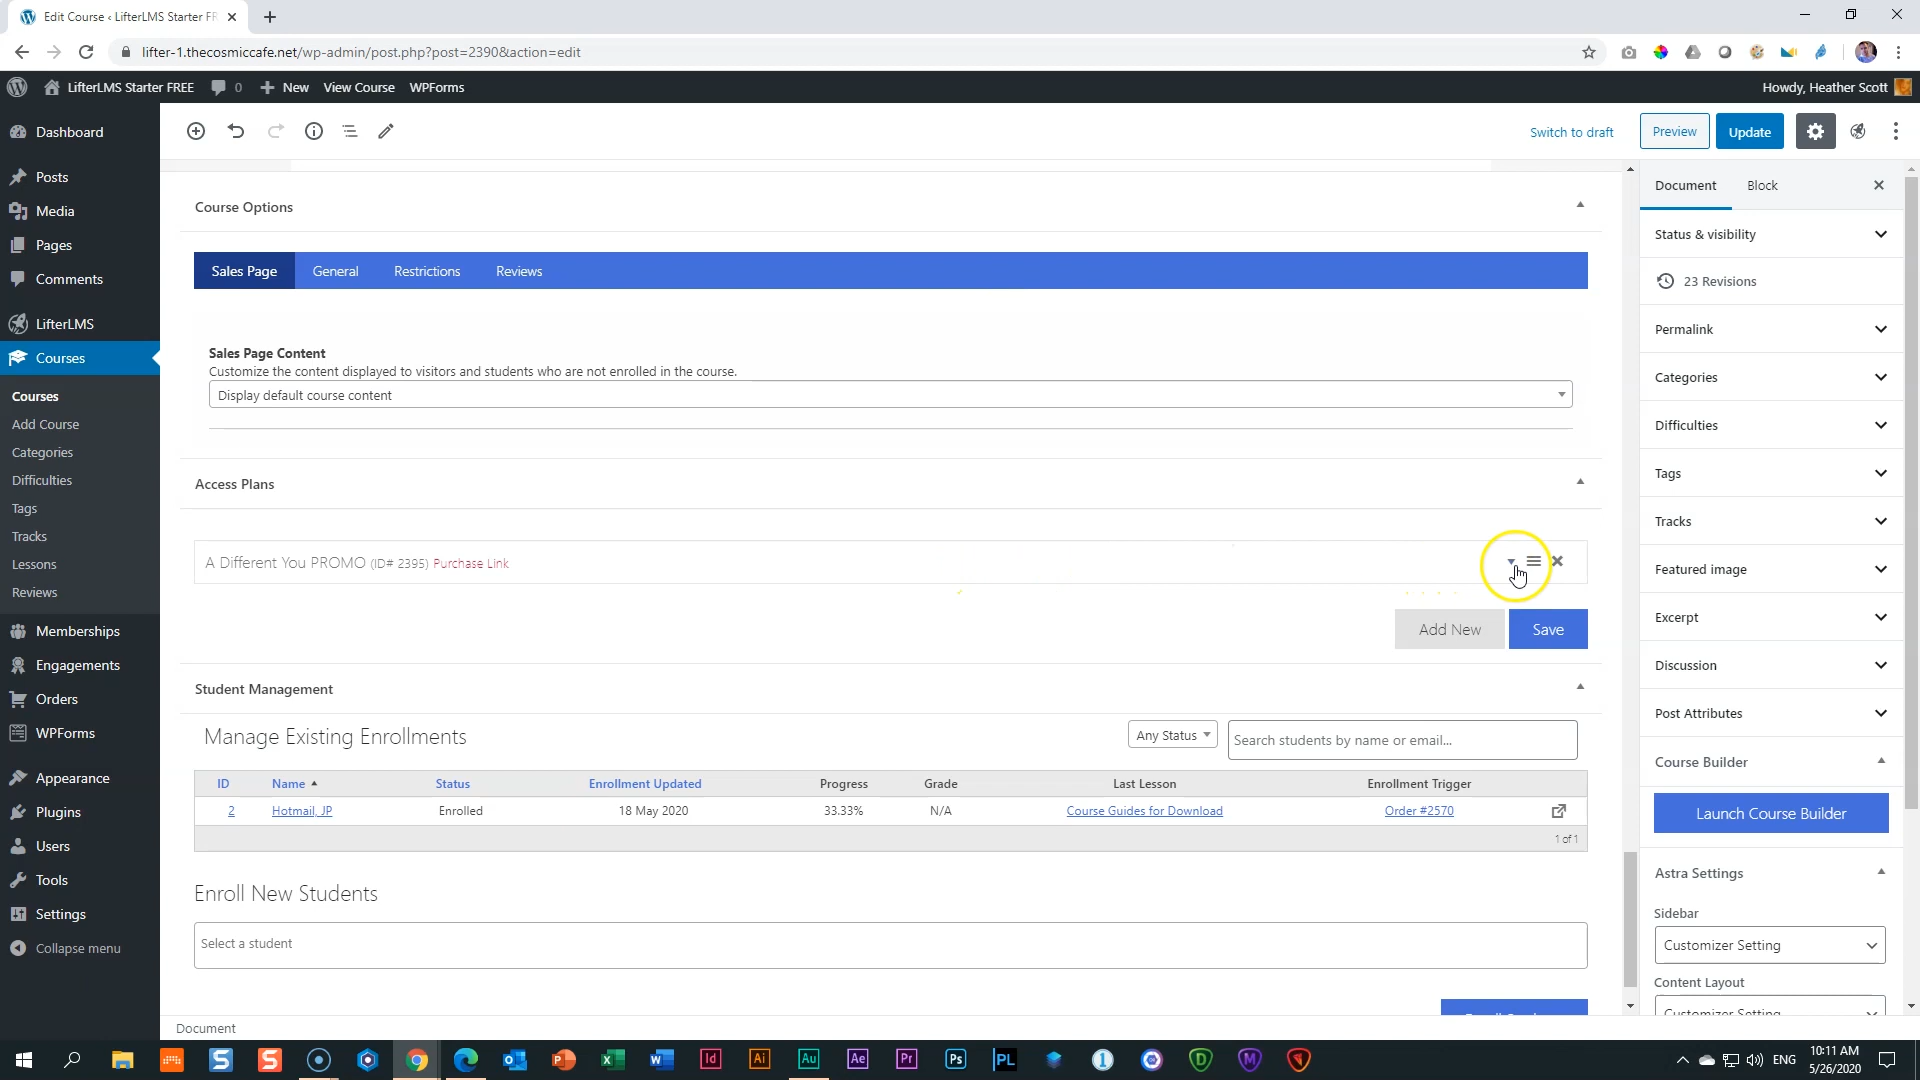 Edit Course ‹ LifterLMS Starter FR
lifter-1.thecosmiccafe.net/wp-admin/post.php?post=2390&action=edit
LifterLMS Starter FREE 0 New View Course WPForms Howdy, Heather Scott
Switch to draft Preview Update
Dashboard
Posts
Media
Pages
Comments
LifterLMS
Courses
Courses
Add Course
Categories
Difficulties
Tags
Tracks
Lessons
Reviews
Memberships
Engagements
Orders
WPForms
Appearance
Plugins
Users
Tools
Settings
Collapse menu
Course Options
Sales Page General Restrictions Reviews
Sales Page Content
Customize the content displayed to visitors and students who are not enrolled in the course.
Display default course content
Access Plans
A Different You PROMO (ID# 2395) Purchase Link
Add New Save
Student Management
Manage Existing Enrollments Any Status Search students by name or email...
ID Name Status Enrollment Updated Progress Grade Last Lesson Enrollment Trigger
2 Hotmail, JP Enrolled 18 May 2020 33.33% N/A Course Guides for Download Order #2570
1 of 1
Enroll New Students
Select a student
Document
Document Block
Status & visibility
23 Revisions
Permalink
Categories
Difficulties
Tags
Tracks
Featured image
Excerpt
Discussion
Post Attributes
Course Builder
Launch Course Builder
Astra Settings
Sidebar
Customizer Setting
Content Layout
Customizer Setting
S S Id Ai Au Ae Pr Ps PL
ENG
10:11 AM
5/26/2020